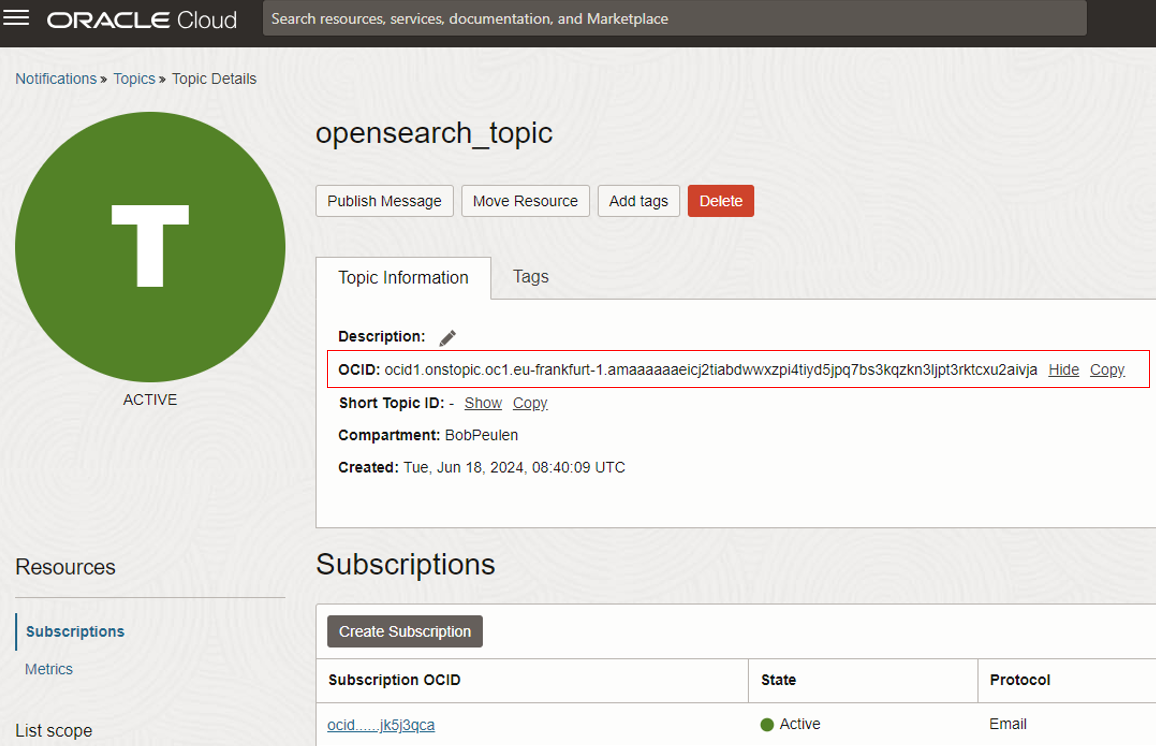 ORACLE Cloud
Search resources, services, documentation, and Marketplace
Notifications » Topics » Topic Details
T
ACTIVE
opensearch_topic
Publish Message Move Resource Add tags Delete
Topic Information Tags
Description:
OCID: ocid1.onstopic.oc1.eu-frankfurt-1.amaaaaaaeicj2tiabdwwxzpi4tiyd5jpq7bs3kqzkn3ljpt3rktcxu2aivja Hide Copy
Short Topic ID: - Show Copy
Compartment: BobPeulen
Created: Tue, Jun 18, 2024, 08:40:09 UTC
Resources
Subscriptions
Metrics
List scope
Subscriptions
Create Subscription
Subscription OCID State Protocol
ocid......jk5j3qca Active Email